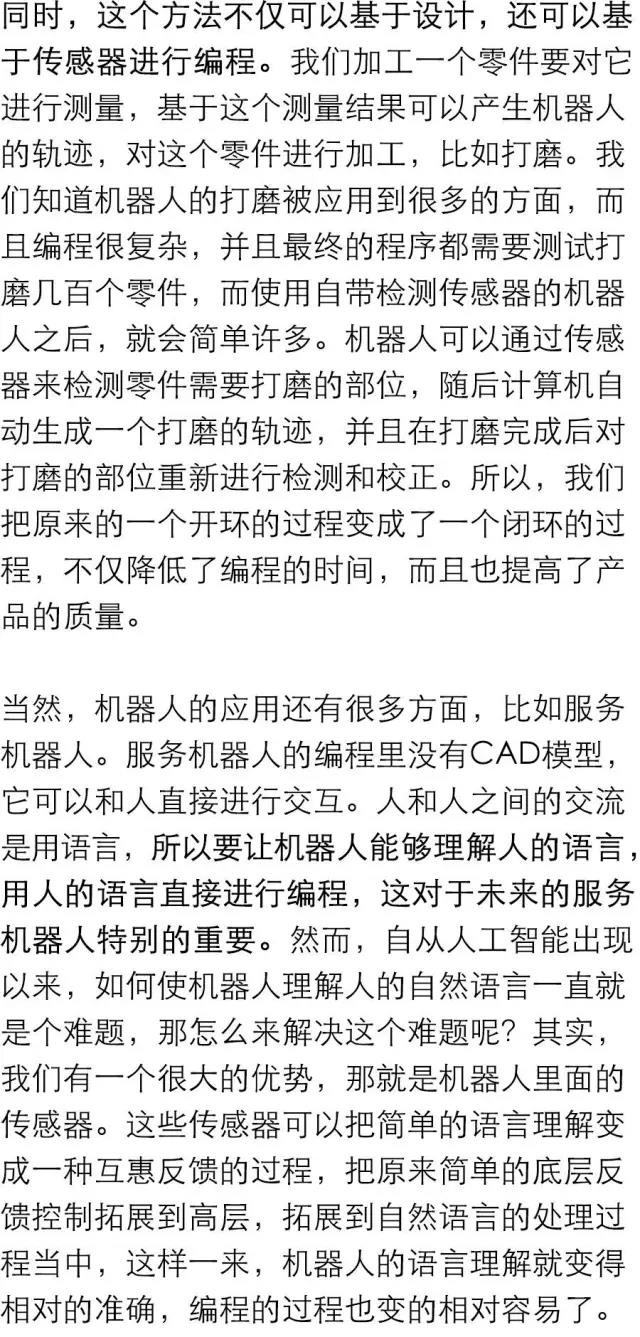 同时，这个方法不仅可以基于设计，还可以基
于传感器进行编程。我们加工一个零件要对它
进行测量，基于这个测量结果可以产生机器人
的轨迹，对这个零件进行加工，比如打磨。我
们知道机器人的打磨被应用到很多的方面，而
且编程很复杂，并且最终的程序都需要测试打
磨几百个零件，而使用自带检测传感器的机器
人之后，就会简单许多。机器人可以通过传感
器来检测零件需要打磨的部位，随后计算机自
动生成一个打磨的轨迹，并且在打磨完成后对
打磨的部位重新进行检测和校正。所以，我们
把原来的一个开环的过程变成了一个闭环的过
程，不仅降低了编程的时间，而且也提高了产
品的质量。
当然，机器人的应用还有很多方面，比如服务
机器人。服务机器人的编程里没有CAD模型，
它可以和人直接进行交互。人和人之间的交流
是用语言，所以要让机器人能够理解人的语言，
用人的语言直接进行编程，这对于未来的服务
机器人特别的重要。然而，自从人工智能出现
以来，如何使机器人理解人的自然语言一直就
是个难题，那怎么来解决这个难题呢？其实，
我们有一个很大的优势，那就是机器人里面的
传感器。这些传感器可以把简单的语言理解变
成一种互惠反馈的过程，把原来简单的底层反
馈控制拓展到高层，拓展到自然语言的处理过
程当中，这样一来，机器人的语言理解就变得
相对的准确，编程的过程也变的相对容易了。